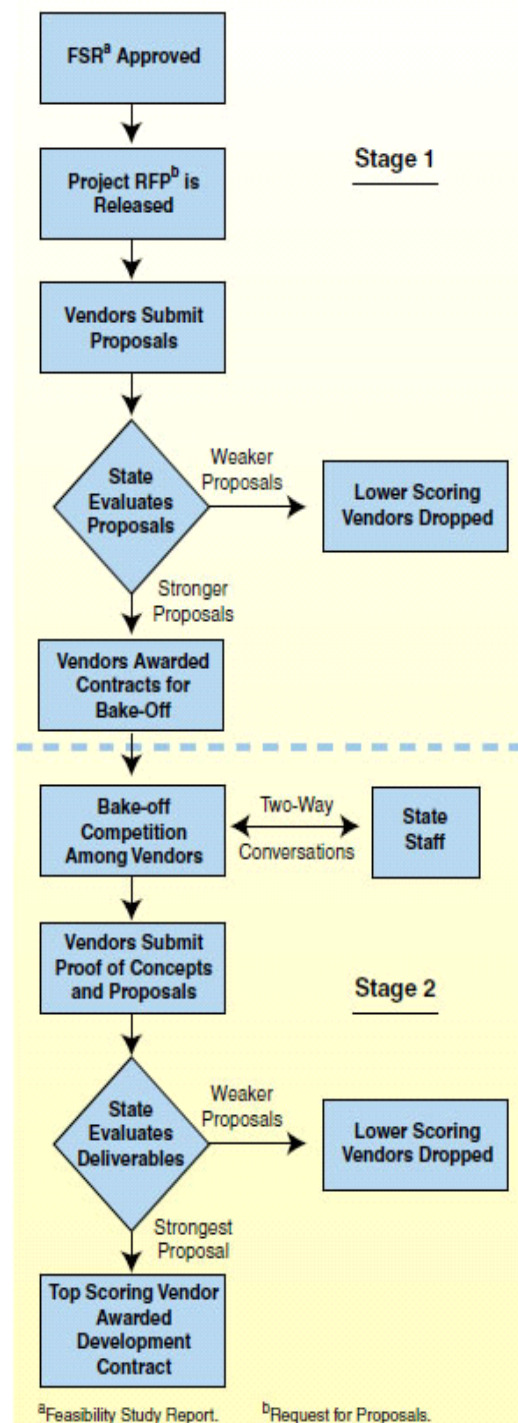 FSRa Approved
Stage 1
Project RFPb is
Released
Vendors Submit
Proposals
State
Evaluates
Proposals
Weaker
Proposals
Lower Scoring
Vendors Dropped
Stronger
Proposals
Vendors Awarded
Contracts for
Bake-Off
Bake-off
Competition
Among Vendors
Two-Way
Conversations
State
Staff
Vendors Submit
Proof of Concepts
and Proposals
Stage 2
State
Evaluates
Deliverables
Weaker
Proposals
Lower Scoring
Vendors Dropped
Strongest
Proposal
Top Scoring Vendor
Awarded
Development
Contract
aFeasibility Study Report. bRequest for Proposals.